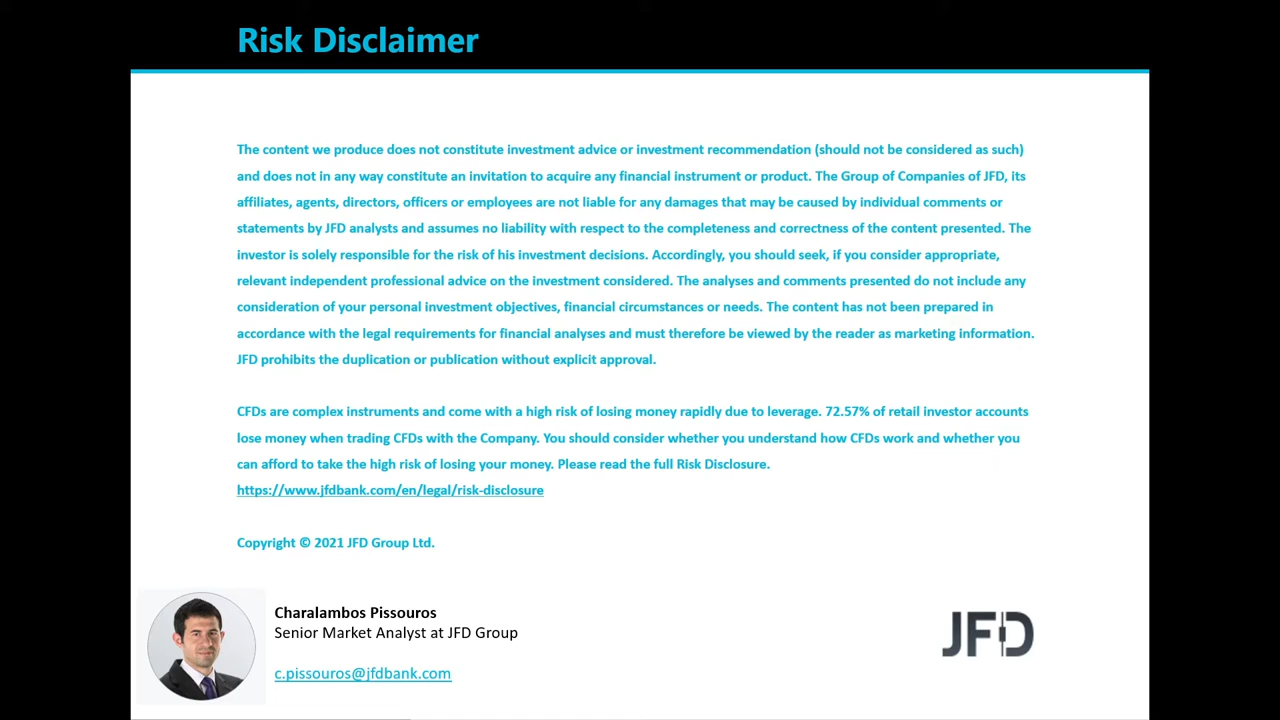 Risk Disclaimer
The content we produce does not constitute investment advice or investment recommendation (should not be considered as such)
and does not in any way constitute an invitation to acquire any financial instrument or product. The Group of Companies of JFD, its
affiliates, agents, directors, officers or employees are not liable for any damages that may be caused by individual comments or
statements by JFD analysts and assumes no liability with respect to the completeness and correctness of the content presented. The
investor is solely responsible for the risk of his investment decisions. Accordingly, you should seek, if you consider appropriate,
relevant independent professional advice on the investment considered. The analyses and comments presented do not include any
consideration of your personal investment objectives, financial circumstances or needs. The content has not been prepared in
accordance with the legal requirements for financial analyses and must therefore be viewed by the reader as marketing information.
JFD prohibits the duplication or publication without explicit approval.
CFDs are complex instruments and come with a high risk of losing money rapidly due to leverage. 72.57% of retail investor accounts
lose money when trading CFDs with the Company. You should consider whether you understand how CFDs work and whether you
can afford to take the high risk of losing your money. Please read the full Risk Disclosure.
https://www.jfdbank.com/en/legal/risk-disclosure
Copyright © 2021 JFD Group Ltd.
Charalambos Pissouros
Senior Market Analyst at JFD Group
c.pissouros@jfdbank.com
JFD